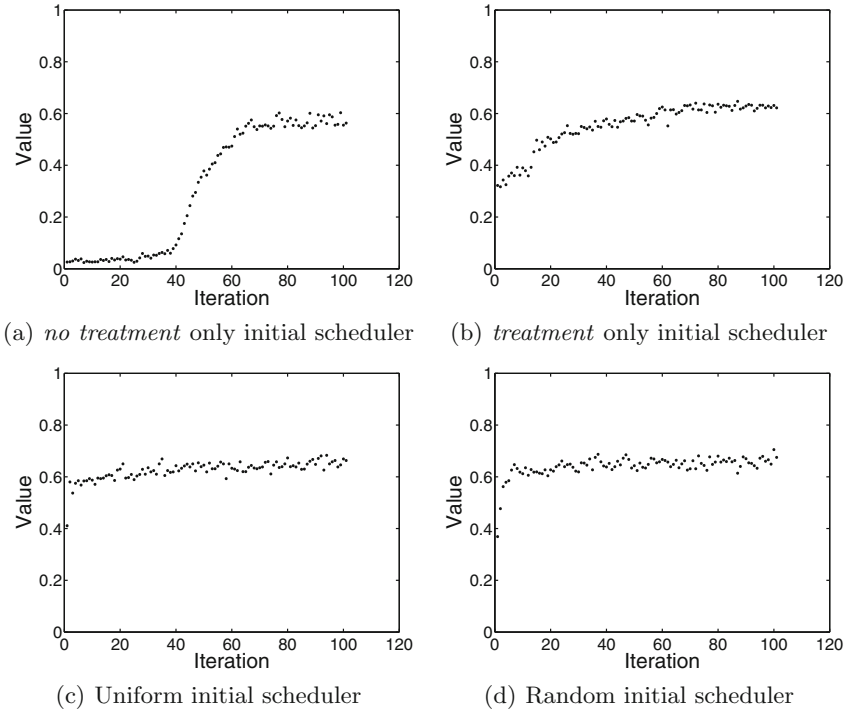 1
0.8
0.6
0.4
0.2
0
Value
0 20 40 60 80 100 120
Iteration
(a) no treatment only initial scheduler
1
0.8
0.6
0.4
0.2
0
Value
0 20 40 60 80 100 120
Iteration
(b) treatment only initial scheduler
1
0.8
0.6
0.4
0.2
0
Value
0 20 40 60 80 100 120
Iteration
(c) Uniform initial scheduler
1
0.8
0.6
0.4
0.2
0
Value
0 20 40 60 80 100 120
Iteration
(d) Random initial scheduler